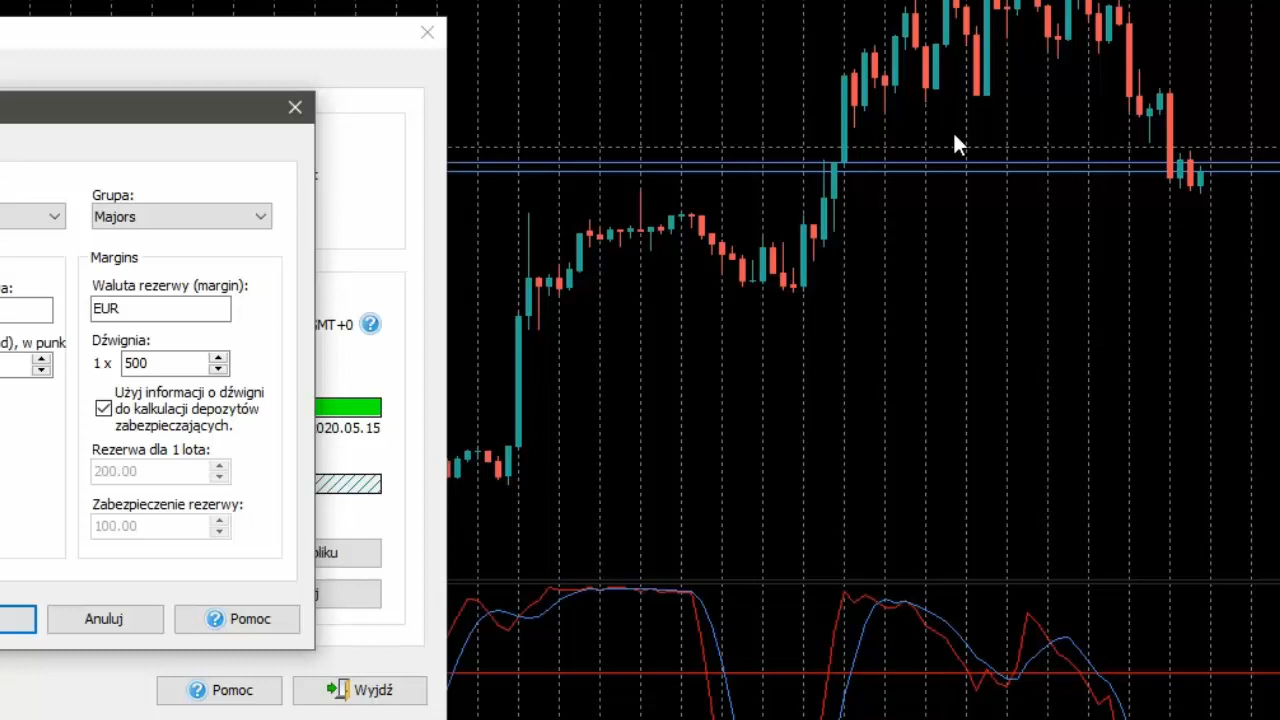 Grupa:
Majors
Margins
Waluta rezerwy (margin):
EUR
d), w punk
Dźwignia:
1 x 500
Użyj informacji o dźwigni
do kalkulacji depozytów
zabezpieczających.
Rezerwa dla 1 lota:
200.00
Zabezpieczenie rezerwy:
100.00
MT+0
020.05.15
pliku
Anuluj
Pomoc
Pomoc
Wyjdź